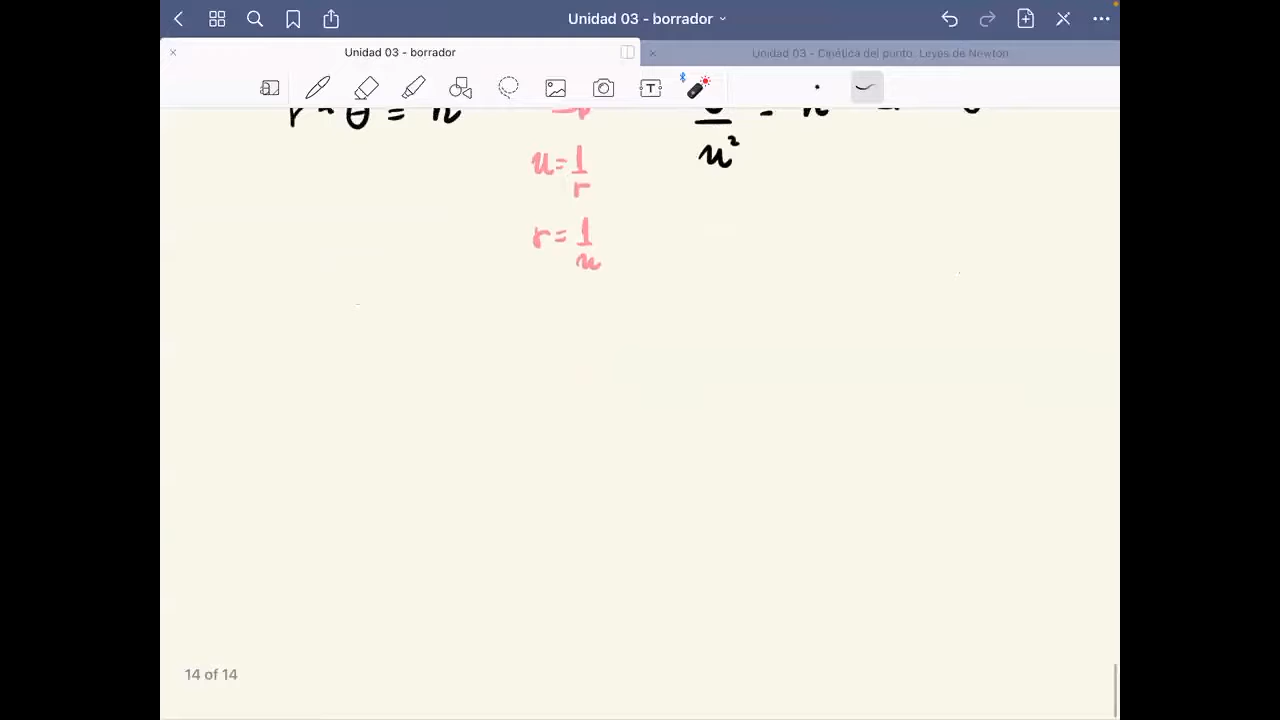 Unidad 03 - borrador
Unidad 03 - borrador
Unidad 03 - Cinética del punto. Leyes de Newton
T
u²
u = 1/r
r = 1/u
14 of 14